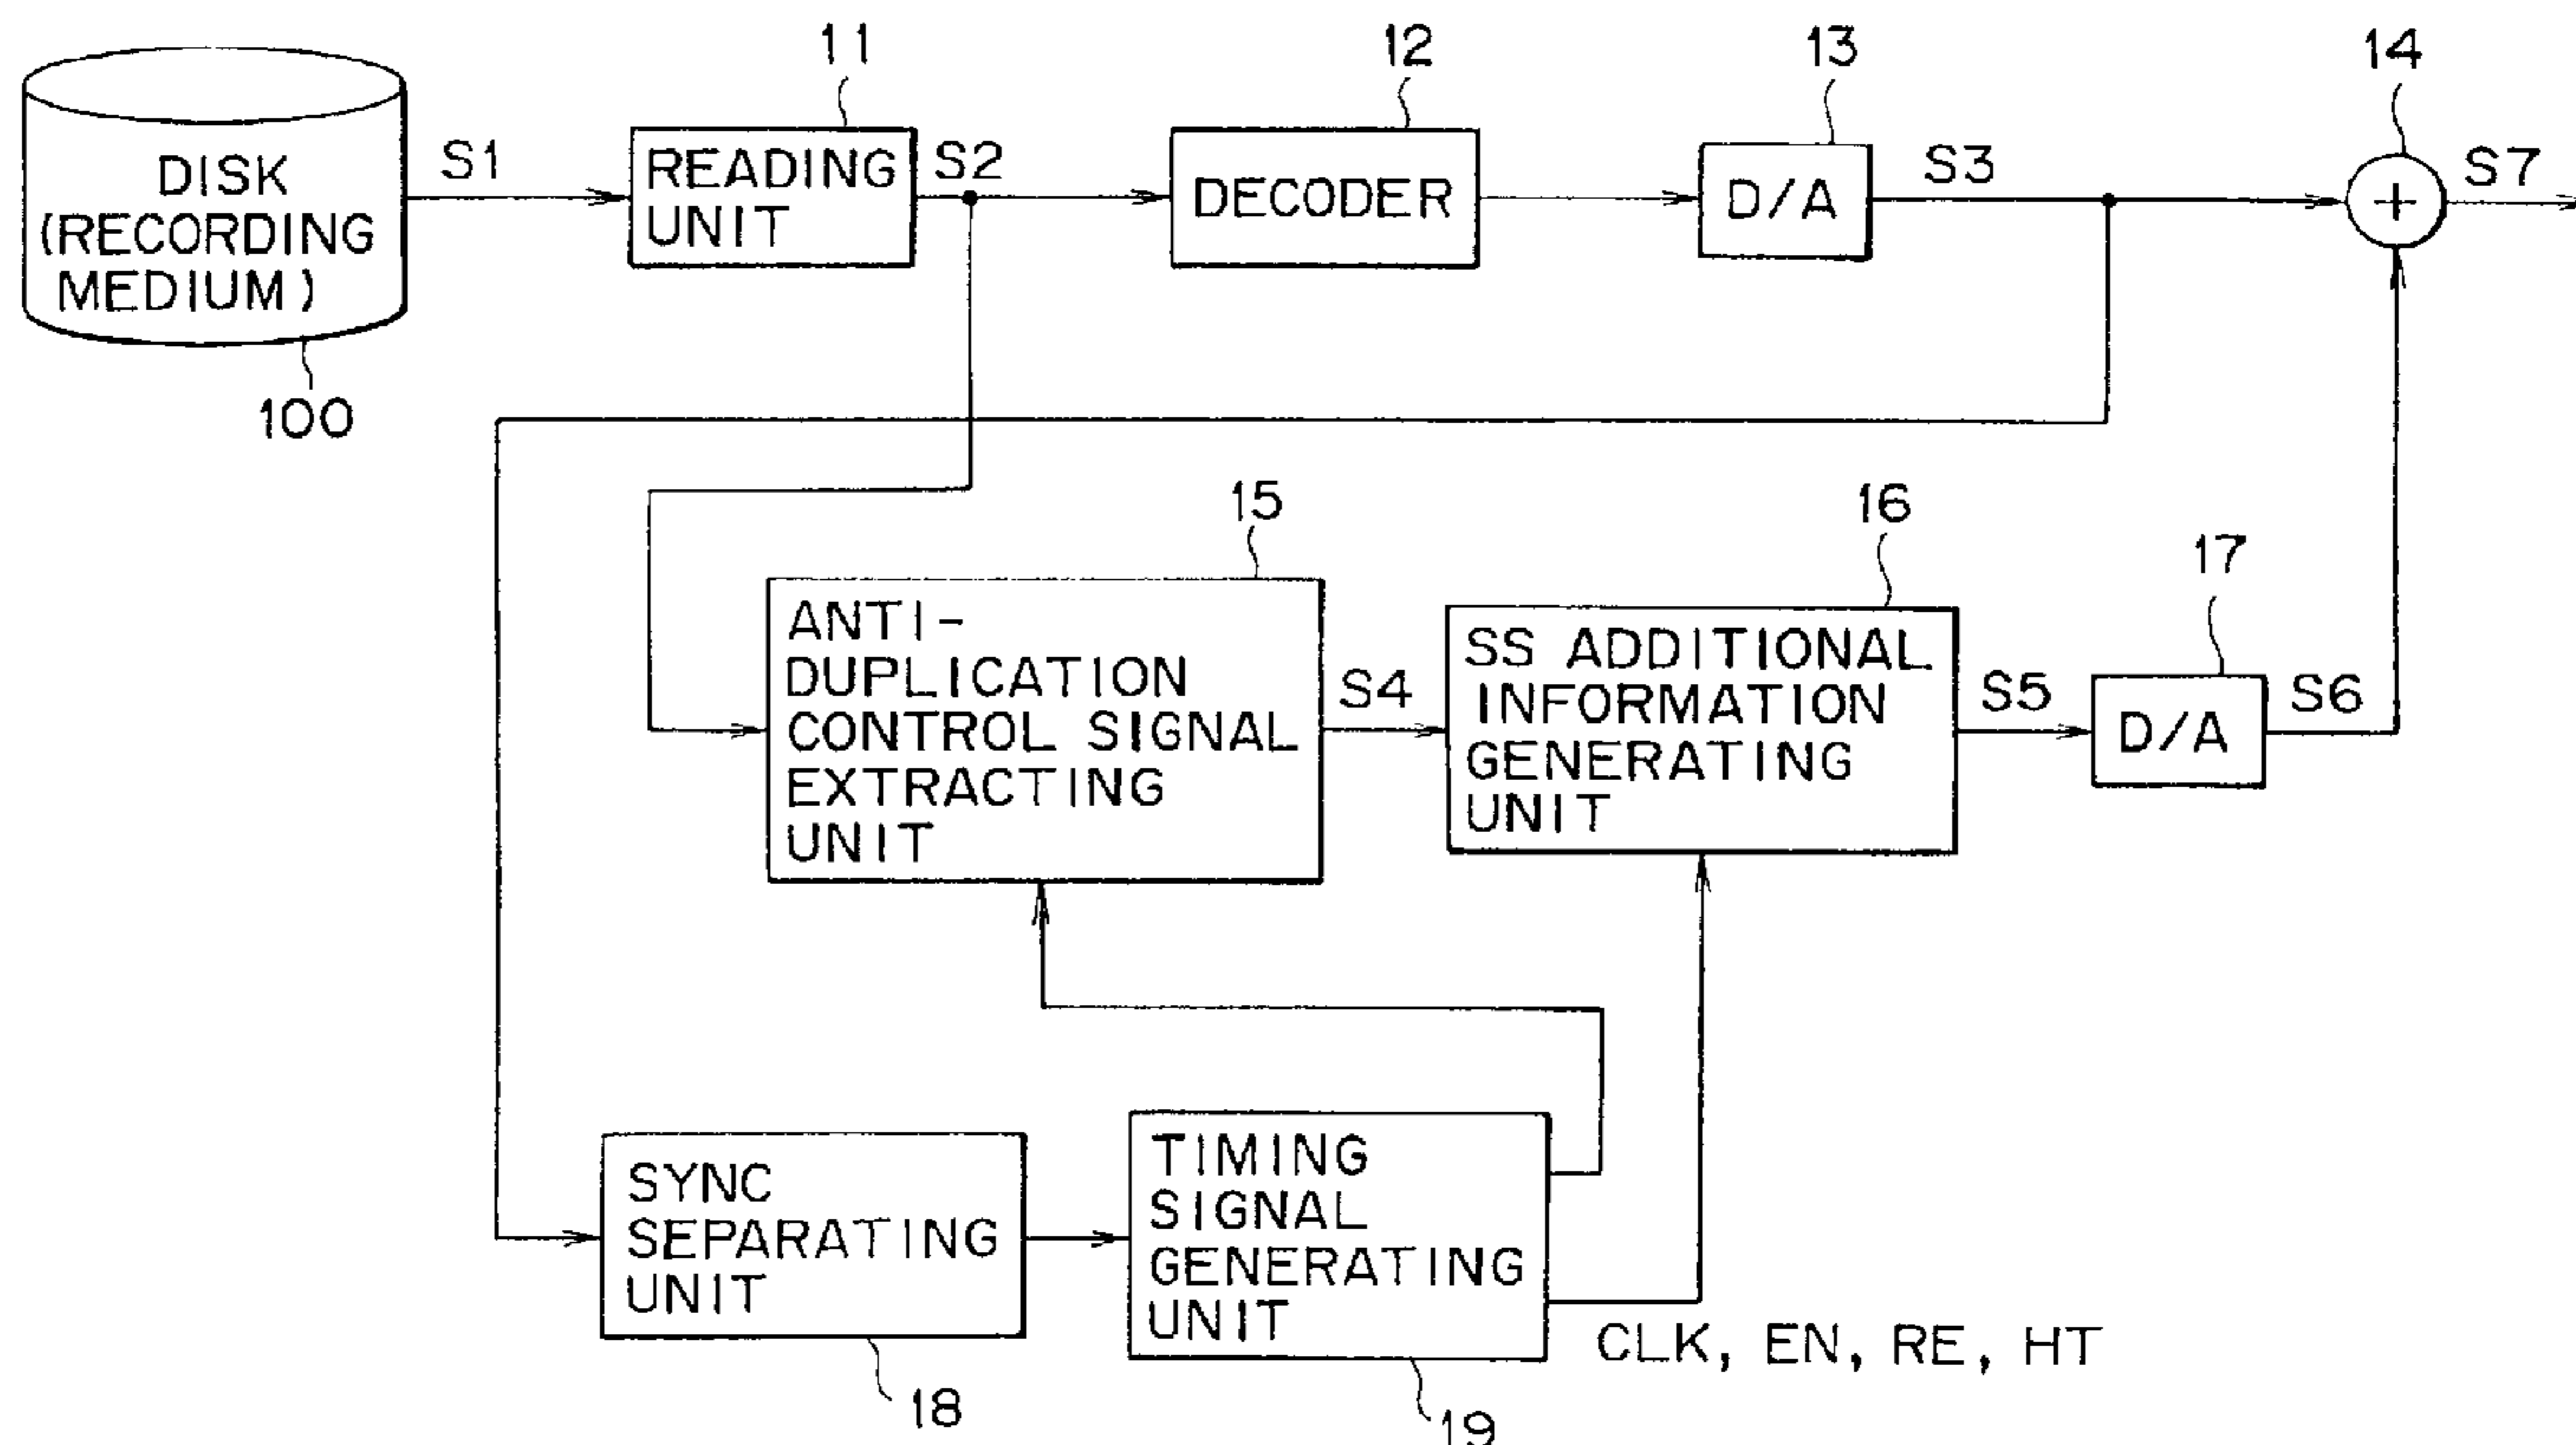 11
12
13
14
DISK
(RECORDING
MEDIUM)
S1
READING
UNIT
S2
DECODER
D/A
S3
+
S7
100
15
16
17
ANTI-
DUPLICATION
CONTROL SIGNAL
EXTRACTING
UNIT
S4
SS ADDITIONAL
INFORMATION
GENERATING
UNIT
S5
D/A
S6
SYNC
SEPARATING
UNIT
TIMING
SIGNAL
GENERATING
UNIT
CLK, EN, RE, HT
18
19